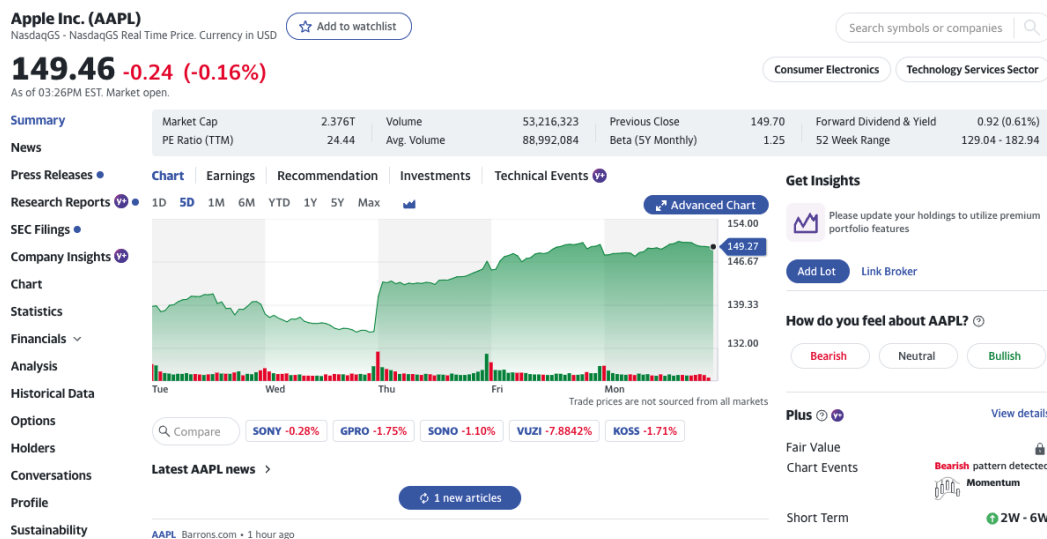 Apple Inc. (AAPL)
NasdaqGS - NasdaqGS Real Time Price. Currency in USD
Add to watchlist
Search symbols or companies
149.46 -0.24 (-0.16%)
As of 03:26PM EST. Market open.
Consumer Electronics
Technology Services Sector
Summary
News
Press Releases
Research Reports Y+
SEC Filings
Company Insights Y+
Chart
Statistics
Financials
Analysis
Historical Data
Options
Holders
Conversations
Profile
Sustainability
Market Cap 2.376T
PE Ratio (TTM) 24.44
Volume 53,216,323
Avg. Volume 88,992,084
Previous Close 149.70
Beta (5Y Monthly) 1.25
Forward Dividend & Yield 0.92 (0.61%)
52 Week Range 129.04 - 182.94
Chart Earnings Recommendation Investments Technical Events Y+
1D 5D 1M 6M YTD 1Y 5Y Max
Advanced Chart
154.00
149.27
146.67
139.33
132.00
Tue Wed Thu Fri Mon
Trade prices are not sourced from all markets
Compare
SONY -0.28%
GPRO -1.75%
SONO -1.10%
VUZI -7.8842%
KOSS -1.71%
Latest AAPL news
1 new articles
AAPL Barrons.com • 1 hour ago
Get Insights
Please update your holdings to utilize premium
portfolio features
Add Lot
Link Broker
How do you feel about AAPL? ?
Bearish
Neutral
Bullish
Plus ? Y+
View details
Fair Value
Chart Events
Bearish pattern detected
Momentum
Short Term
2W - 6W